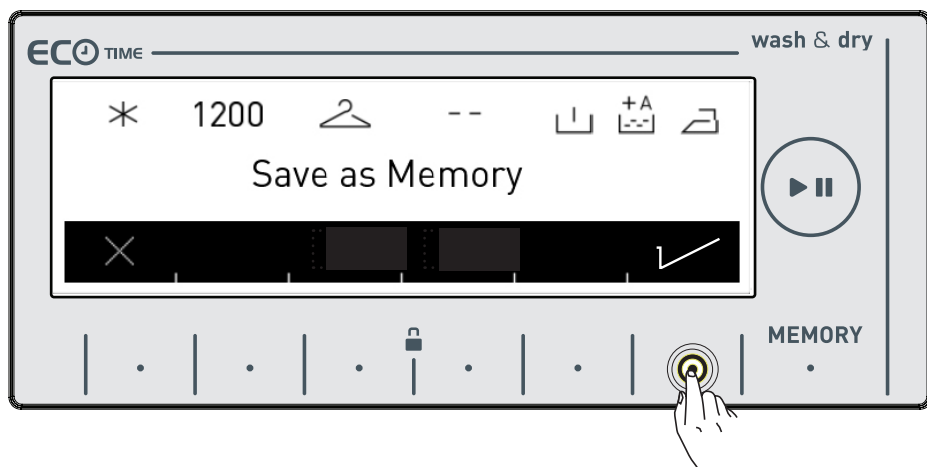 ECO TIME
wash & dry
1200 --
+A
Save as Memory
MEMORY